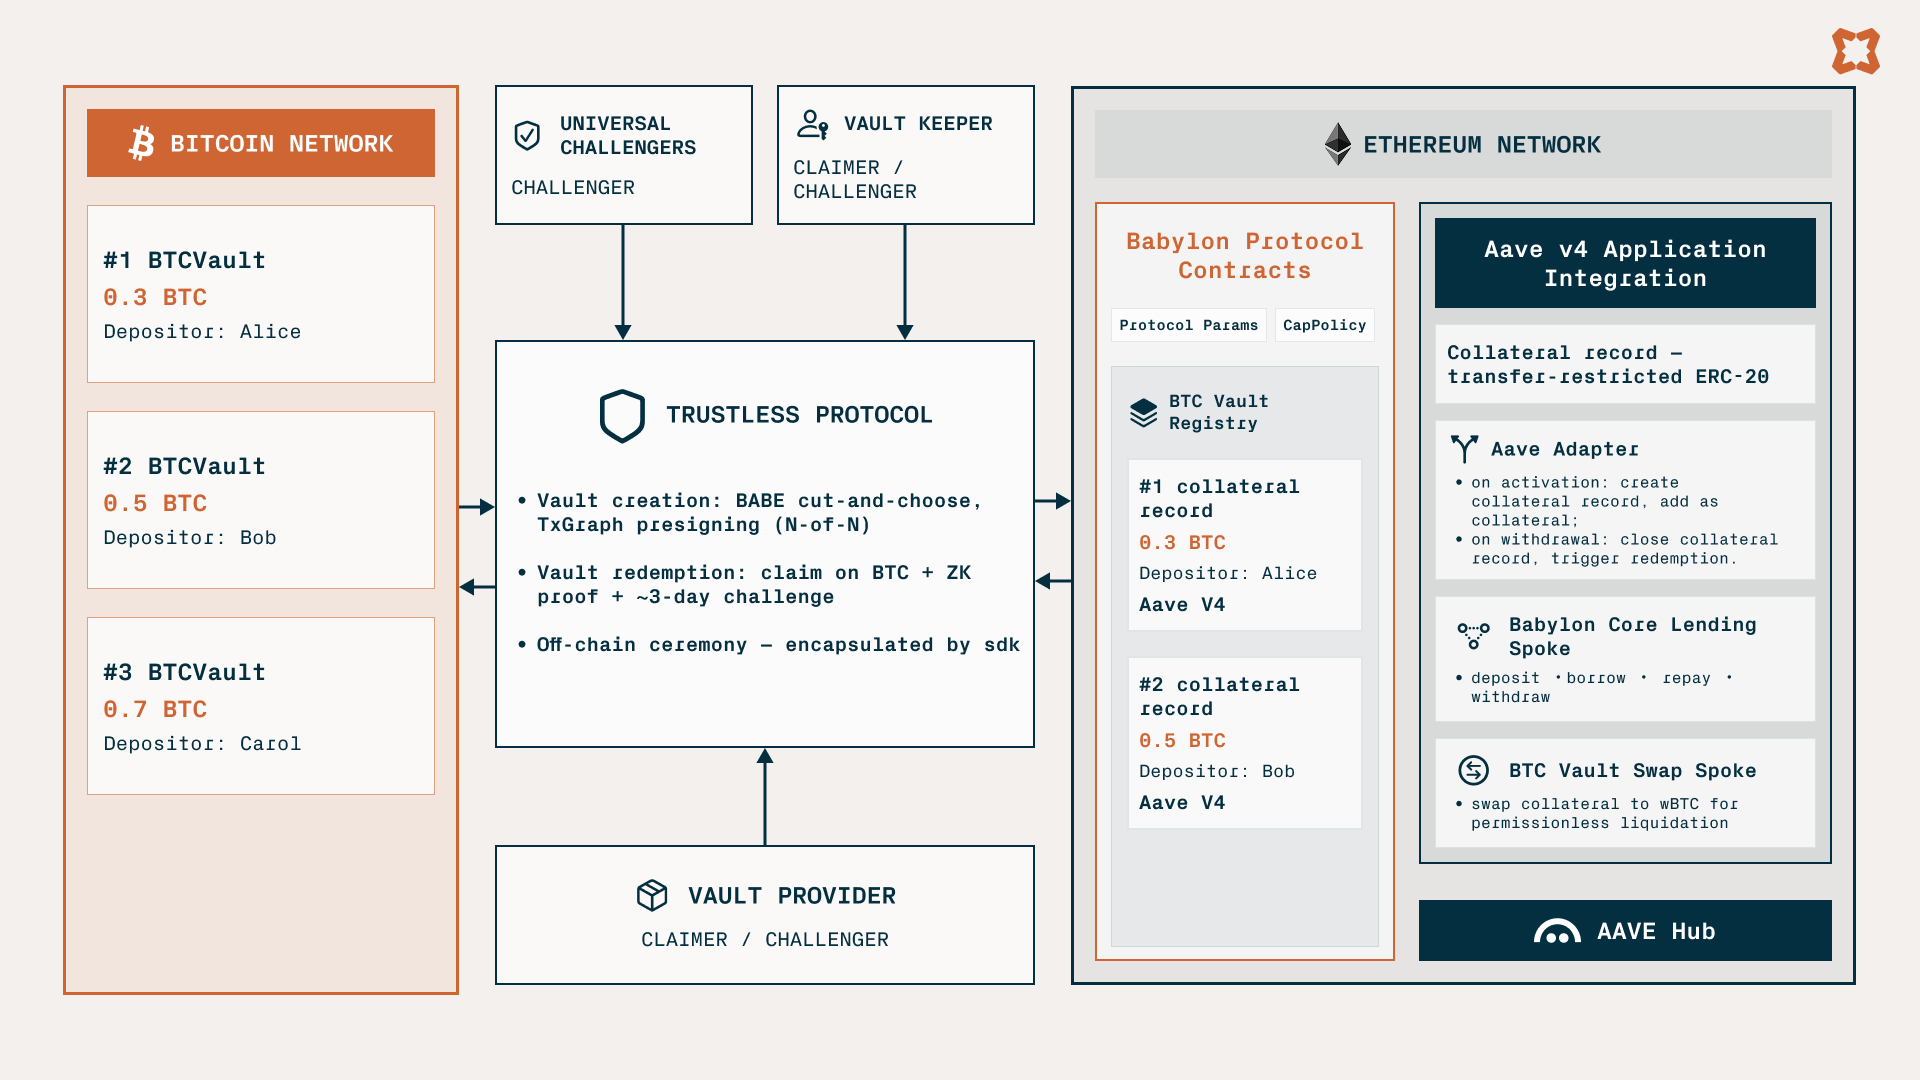 BITCOIN NETWORK
#1 BTCVault
0.3 BTC
Depositor: Alice
#2 BTCVault
0.5 BTC
Depositor: Bob
#3 BTCVault
0.7 BTC
Depositor: Carol
UNIVERSAL
CHALLENGERS
CHALLENGER
VAULT KEEPER
CLAIMER /
CHALLENGER
TRUSTLESS PROTOCOL
• Vault creation: BABE cut-and-choose,
TxGraph presigning (N-of-N)
• Vault redemption: claim on BTC + ZK
proof + ~3-day challenge
• Off-chain ceremony — encapsulated by sdk
VAULT PROVIDER
CLAIMER / CHALLENGER
ETHEREUM NETWORK
Babylon Protocol
Contracts
Protocol Params
CapPolicy
BTC Vault
Registry
#1 collateral
record
0.3 BTC
Depositor: Alice
Aave V4
#2 collateral
record
0.5 BTC
Depositor: Bob
Aave V4
Aave v4 Application
Integration
Collateral record —
transfer-restricted ERC-20
Aave Adapter
• on activation: create
collateral record, add as
collateral;
• on withdrawal: close collateral
record, trigger redemption.
Babylon Core Lending
Spoke
• deposit •borrow • repay •
withdraw
BTC Vault Swap Spoke
• swap collateral to wBTC for
permissionless liquidation
AAVE Hub